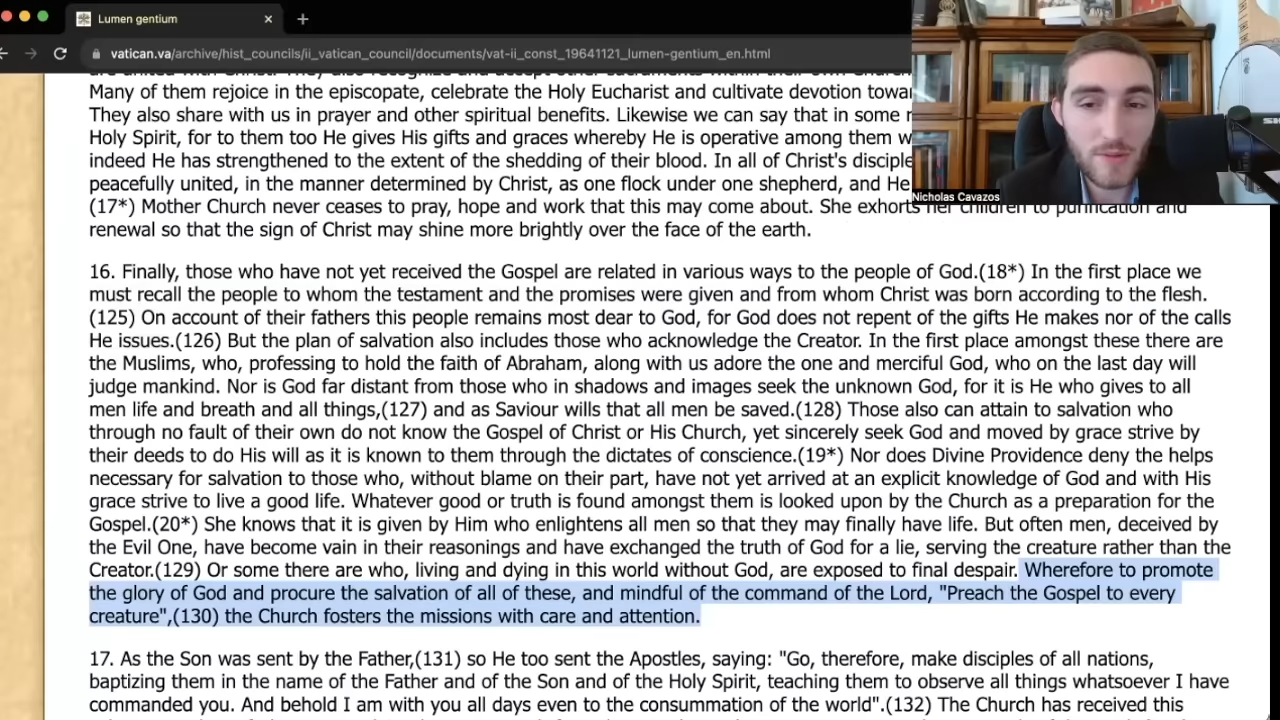 Lumen gentium
vatican.va/archive/hist_councils/ii_vatican_council/documents/vat-ii_const_19641121_lumen-gentium_en.html
are united with Christ. They also recognize and accept other sacraments within their own Church
Many of them rejoice in the episcopate, celebrate the Holy Eucharist and cultivate devotion towar
They also share with us in prayer and other spiritual benefits. Likewise we can say that in some r
Holy Spirit, for to them too He gives His gifts and graces whereby He is operative among them w
indeed He has strengthened to the extent of the shedding of their blood. In all of Christ's disciple
peacefully united, in the manner determined by Christ, as one flock under one shepherd, and He
Nicholas Cavazos
(17*) Mother Church never ceases to pray, hope and work that this may come about. She exhorts her children to purification and
renewal so that the sign of Christ may shine more brightly over the face of the earth.
16. Finally, those who have not yet received the Gospel are related in various ways to the people of God.(18*) In the first place we
must recall the people to whom the testament and the promises were given and from whom Christ was born according to the flesh.
(125) On account of their fathers this people remains most dear to God, for God does not repent of the gifts He makes nor of the calls
He issues.(126) But the plan of salvation also includes those who acknowledge the Creator. In the first place amongst these there are
the Muslims, who, professing to hold the faith of Abraham, along with us adore the one and merciful God, who on the last day will
judge mankind. Nor is God far distant from those who in shadows and images seek the unknown God, for it is He who gives to all
men life and breath and all things,(127) and as Saviour wills that all men be saved.(128) Those also can attain to salvation who
through no fault of their own do not know the Gospel of Christ or His Church, yet sincerely seek God and moved by grace strive by
their deeds to do His will as it is known to them through the dictates of conscience.(19*) Nor does Divine Providence deny the helps
necessary for salvation to those who, without blame on their part, have not yet arrived at an explicit knowledge of God and with His
grace strive to live a good life. Whatever good or truth is found amongst them is looked upon by the Church as a preparation for the
Gospel.(20*) She knows that it is given by Him who enlightens all men so that they may finally have life. But often men, deceived by
the Evil One, have become vain in their reasonings and have exchanged the truth of God for a lie, serving the creature rather than the
Creator.(129) Or some there are who, living and dying in this world without God, are exposed to final despair. Wherefore to promote
the glory of God and procure the salvation of all of these, and mindful of the command of the Lord, "Preach the Gospel to every
creature",(130) the Church fosters the missions with care and attention.
17. As the Son was sent by the Father,(131) so He too sent the Apostles, saying: "Go, therefore, make disciples of all nations,
baptizing them in the name of the Father and of the Son and of the Holy Spirit, teaching them to observe all things whatsoever I have
commanded you. And behold I am with you all days even to the consummation of the world".(132) The Church has received this